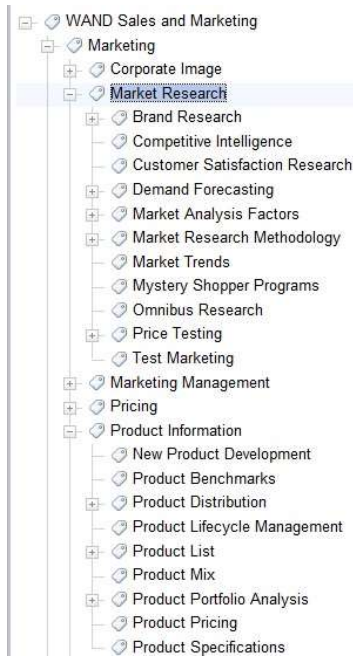 WAND Sales and Marketing
Marketing
Corporate Image
Market Research
Brand Research
Competitive Intelligence
Customer Satisfaction Research
Demand Forecasting
Market Analysis Factors
Market Research Methodology
Market Trends
Mystery Shopper Programs
Omnibus Research
Price Testing
Test Marketing
Marketing Management
Pricing
Product Information
New Product Development
Product Benchmarks
Product Distribution
Product Lifecycle Management
Product List
Product Mix
Product Portfolio Analysis
Product Pricing
Product Specifications